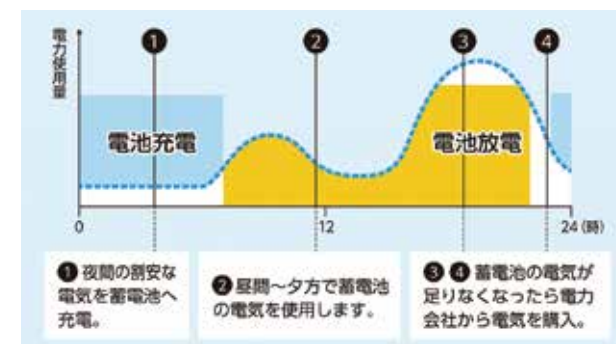 電力使用量
❶
❷
❸
❹
電池充電
電池放電
0
12
24 (時)
❶ 夜間の割安な
電気を蓄電池へ
充電。
❷ 昼間～夕方で蓄電池
の電気を使用します。
❸ ❹ 蓄電池の電気が
足りなくなったら電力
会社から電気を購入。